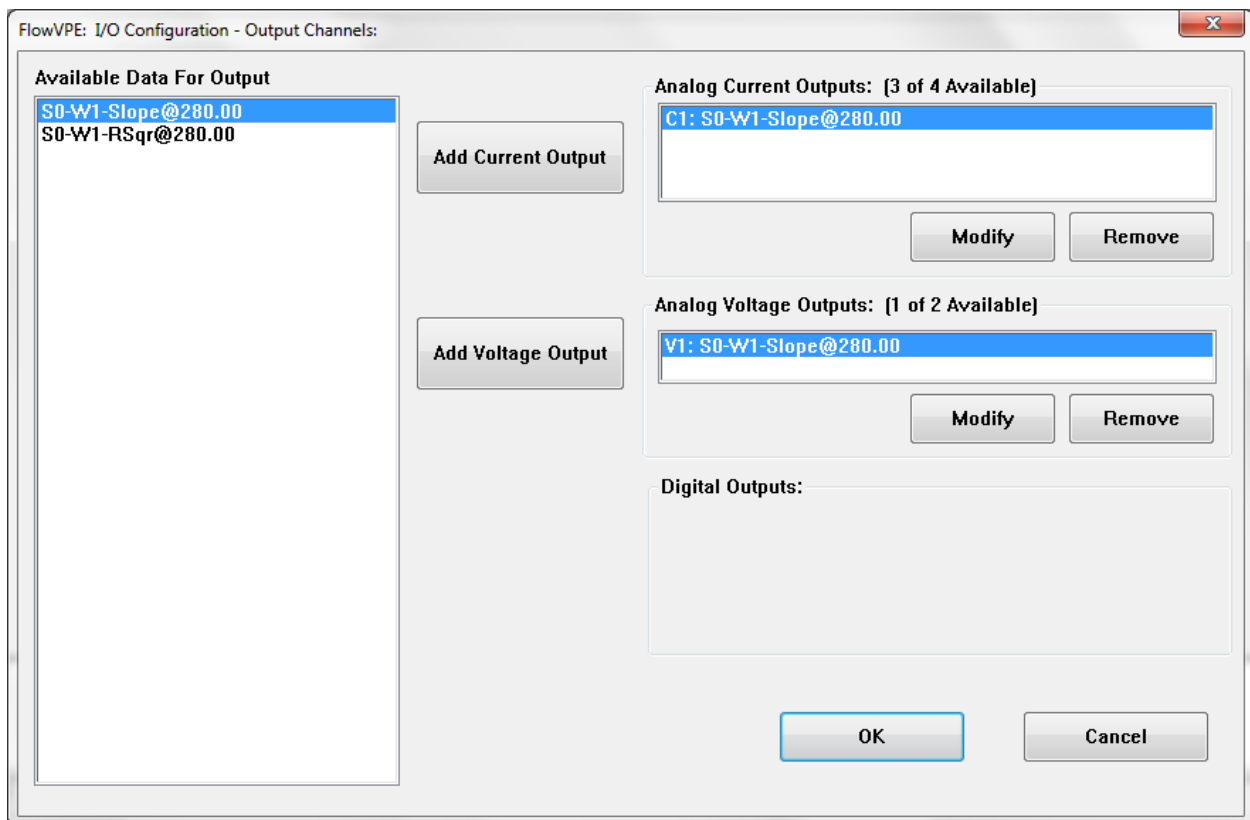 FlowVPE: I/O Configuration - Output Channels:
Available Data For Output
S0-W1-Slope@280.00
S0-W1-RSqr@280.00
Add Current Output
Add Voltage Output
Analog Current Outputs: (3 of 4 Available)
C1: S0-W1-Slope@280.00
Modify
Remove
Analog Voltage Outputs: (1 of 2 Available)
V1: S0-W1-Slope@280.00
Modify
Remove
Digital Outputs:
OK
Cancel